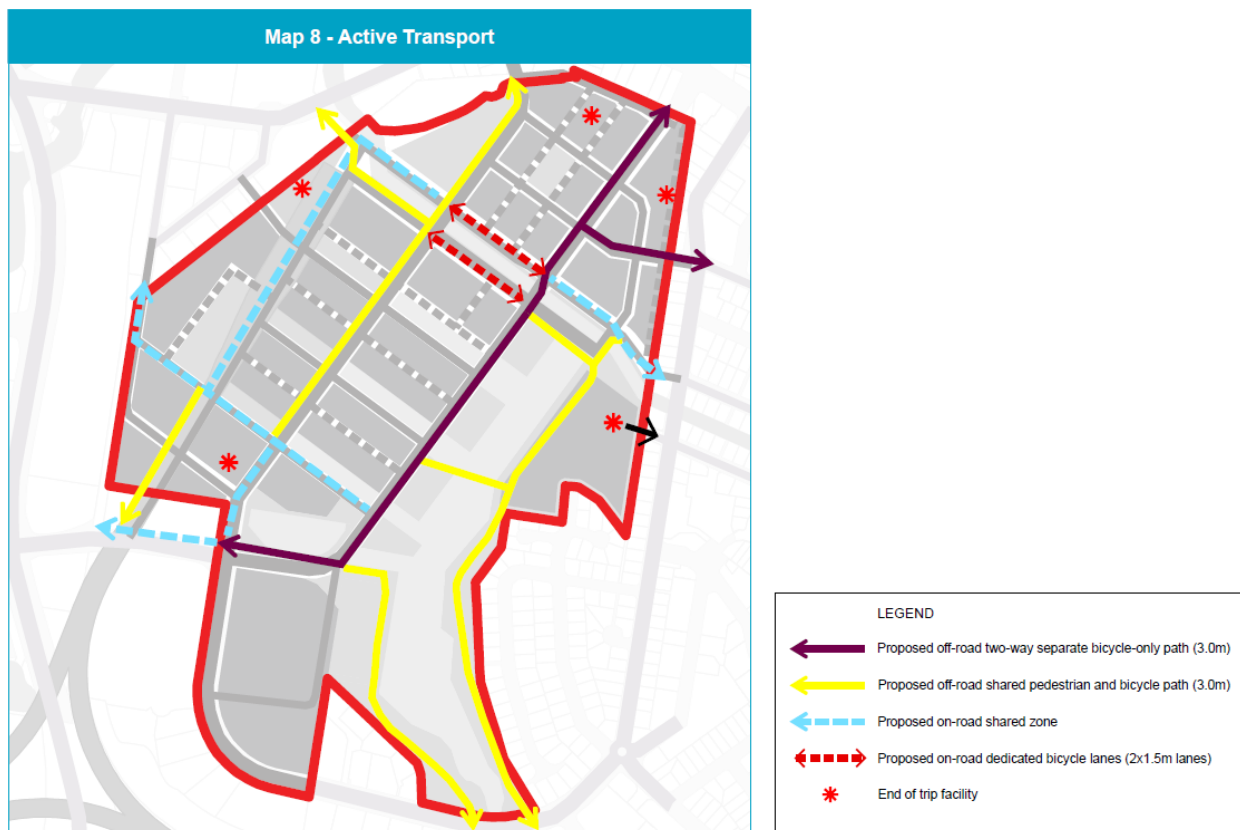 Map 8 - Active Transport
LEGEND
Proposed off-road two-way separate bicycle-only path (3.0m)
Proposed off-road shared pedestrian and bicycle path (3.0m)
Proposed on-road shared zone
Proposed on-road dedicated bicycle lanes (2x1.5m lanes)
End of trip facility